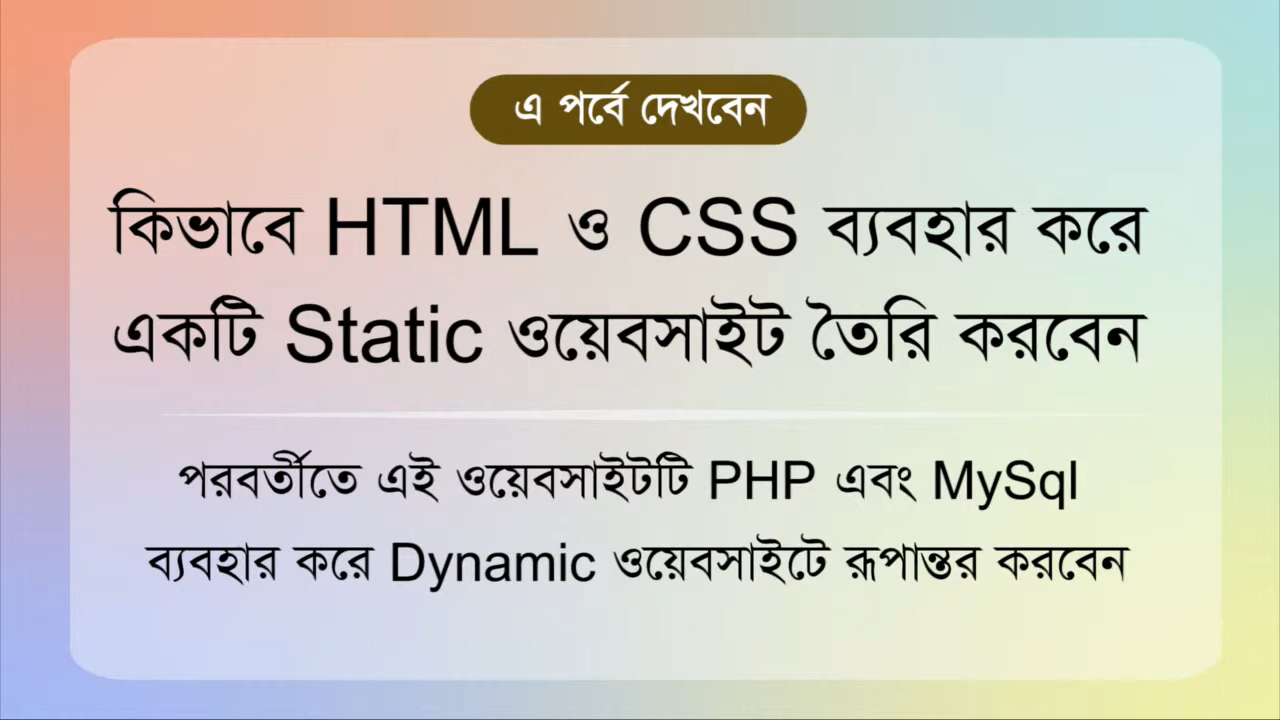 এ পর্বে দেখবেন
কিভাবে HTML ও CSS ব্যবহার করে
একটি Static ওয়েবসাইট তৈরি করবেন
পরবর্তীতে এই ওয়েবসাইটটি PHP এবং MySql
ব্যবহার করে Dynamic ওয়েবসাইটে রূপান্তর করবেন